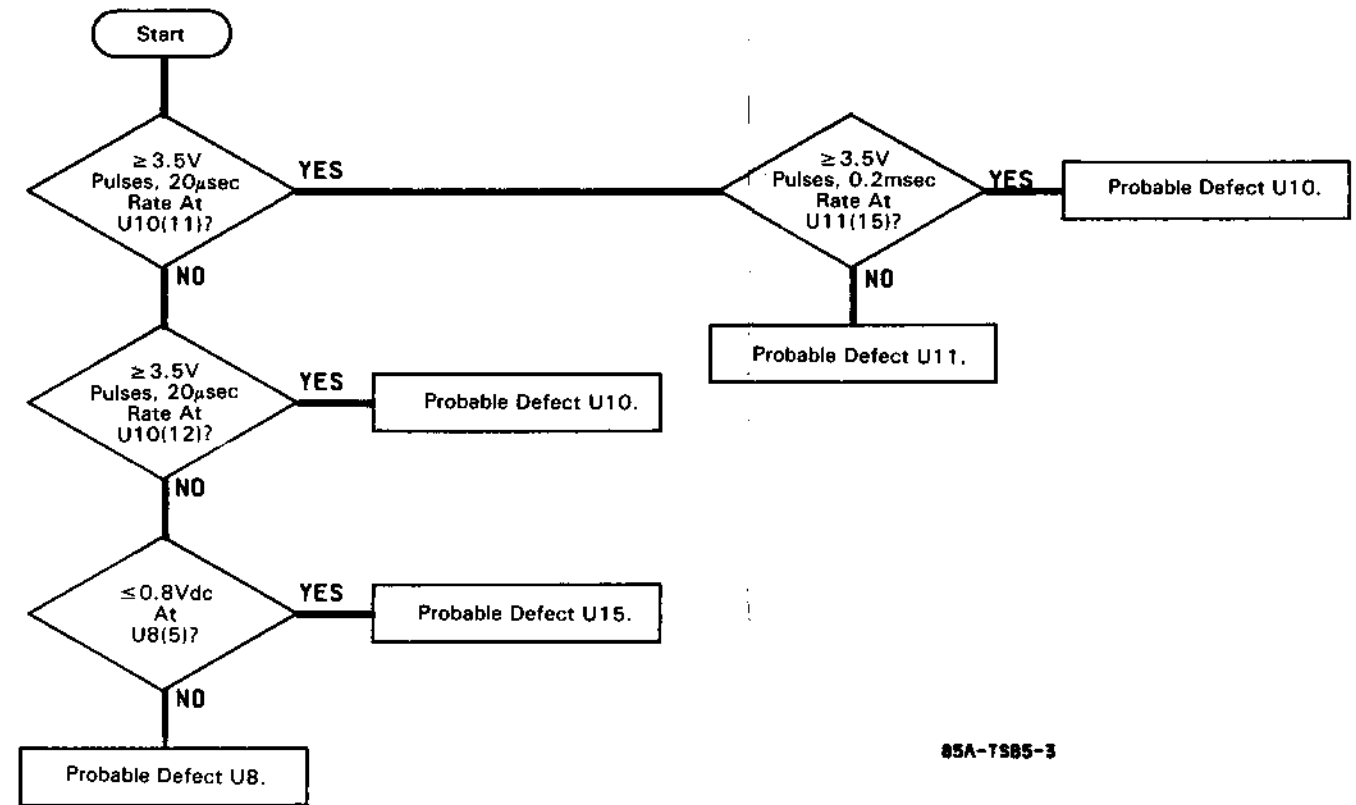 Start
≥3.5V
Pulses, 20μsec
Rate At
U10(11)?
YES
≥3.5V
Pulses, 0.2msec
Rate At
U11(15)?
YES
Probable Defect U10.
NO
NO
Probable Defect U11.
≥3.5V
Pulses, 20μsec
Rate At
U10(12)?
YES
Probable Defect U10.
NO
≤0.8Vdc
At
U8(5)?
YES
Probable Defect U15.
NO
Probable Defect U8.
85A-TS85-3